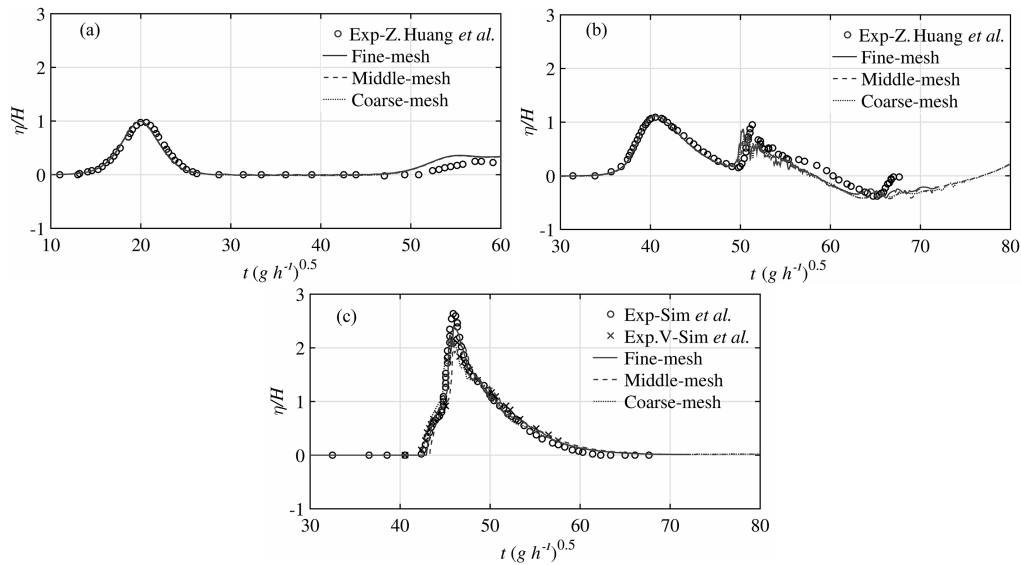 (a)
Exp-Z. Huang et al.
Fine-mesh
Middle-mesh
Coarse-mesh
3
2
1
0
-1
η/H
10 20 30 40 50 60
t (g h⁻¹)⁰·⁵
(b)
Exp-Z. Huang et al.
Fine-mesh
Middle-mesh
Coarse-mesh
3
2
1
0
-1
η/H
30 40 50 60 70 80
t (g h⁻¹)⁰·⁵
(c)
Exp-Sim et al.
Exp.V-Sim et al.
Fine-mesh
Middle-mesh
Coarse-mesh
3
2
1
0
-1
η/H
30 40 50 60 70 80
t (g h⁻¹)⁰·⁵